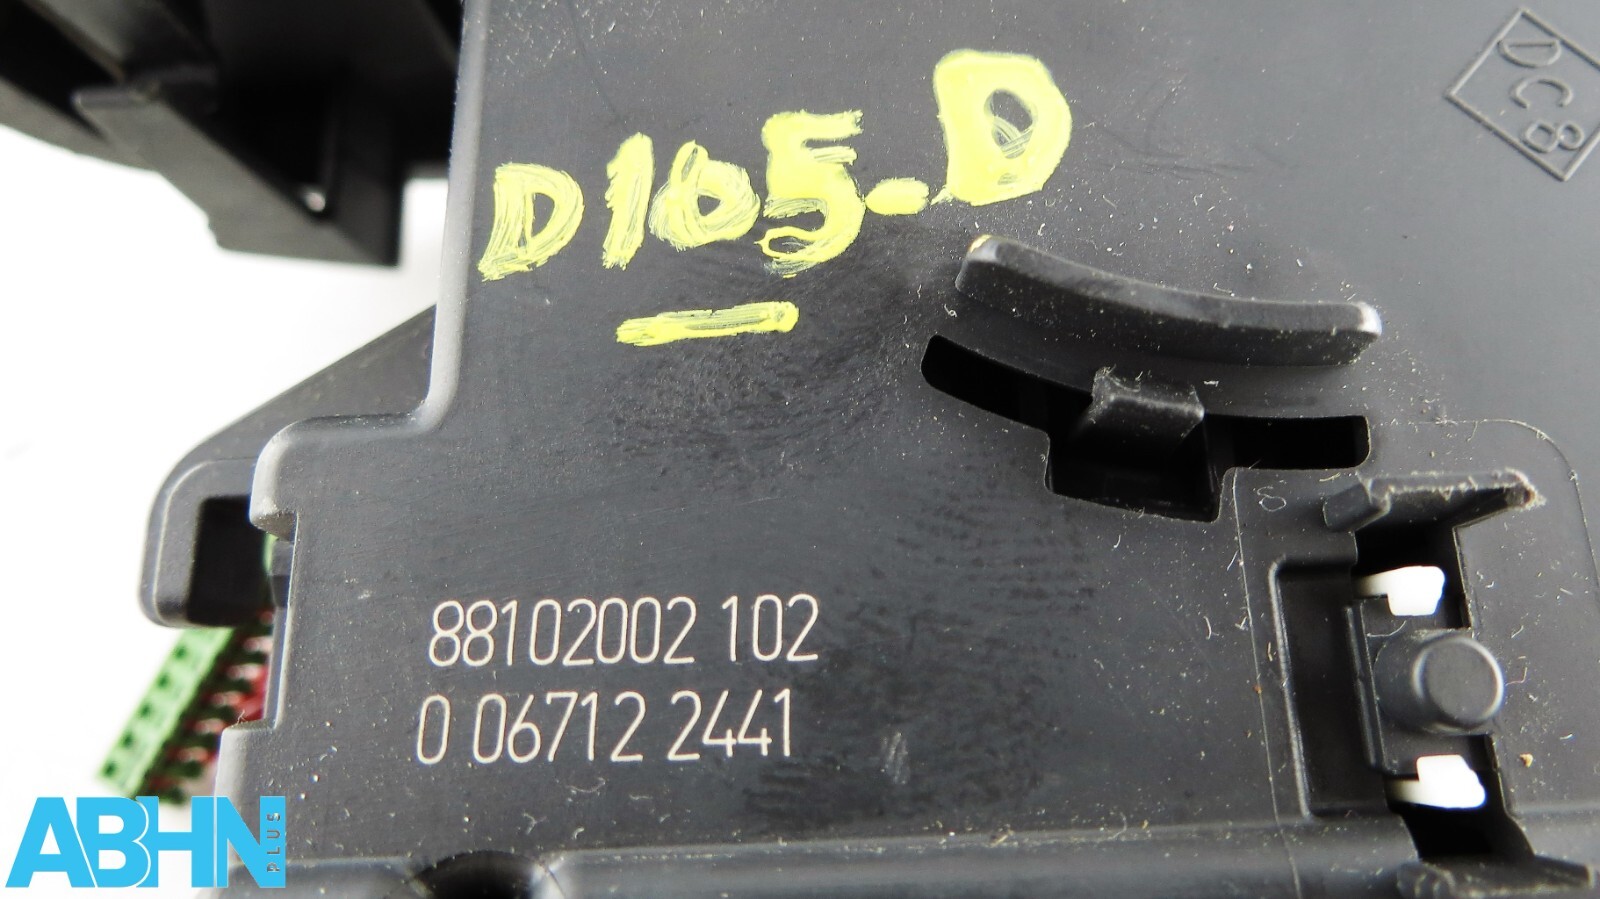 DC8
D105.D
88102002 102
0 06712 2441
ABHN PLUS